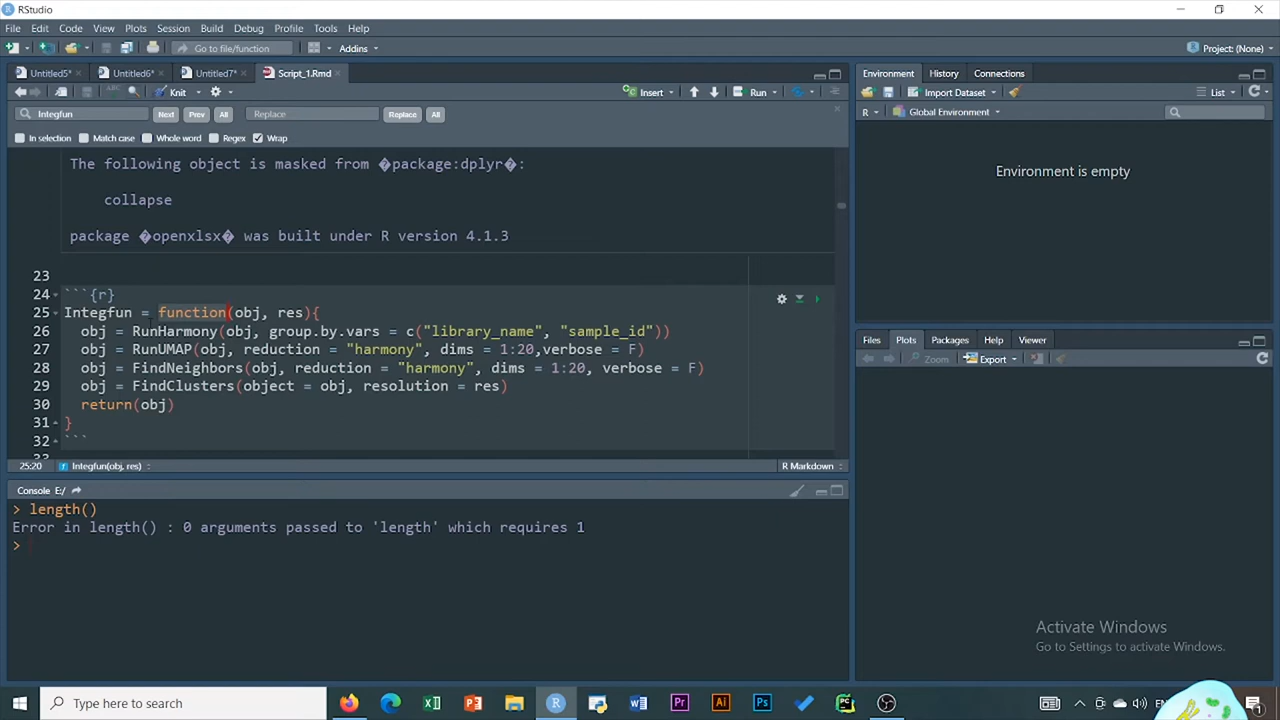 RStudio
File Edit Code View Plots Session Build Debug Profile Tools Help
Go to file/function Addins Project: (None)
Untitled5* Untitled6* Untitled7* Script_1.Rmd
Knit Insert Run
Integfun Next Prev All Replace Replace All
In selection Match case Whole word Regex Wrap
The following object is masked from �package:dplyr�:
collapse
package �openxlsx� was built under R version 4.1.3
23
24 ```{r}
25 Integfun = function(obj, res){
26 obj = RunHarmony(obj, group.by.vars = c("library_name", "sample_id"))
27 obj = RunUMAP(obj, reduction = "harmony", dims = 1:20,verbose = F)
28 obj = FindNeighbors(obj, reduction = "harmony", dims = 1:20, verbose = F)
29 obj = FindClusters(object = obj, resolution = res)
30 return(obj)
31 }
32 ```
33
25:20 Integfun(obj, res) R Markdown
Console E:/
> length()
Error in length() : 0 arguments passed to 'length' which requires 1
>
Environment History Connections
Import Dataset List
R Global Environment
Environment is empty
Files Plots Packages Help Viewer
Zoom Export
Activate Windows
Go to Settings to activate Windows.
Type here to search